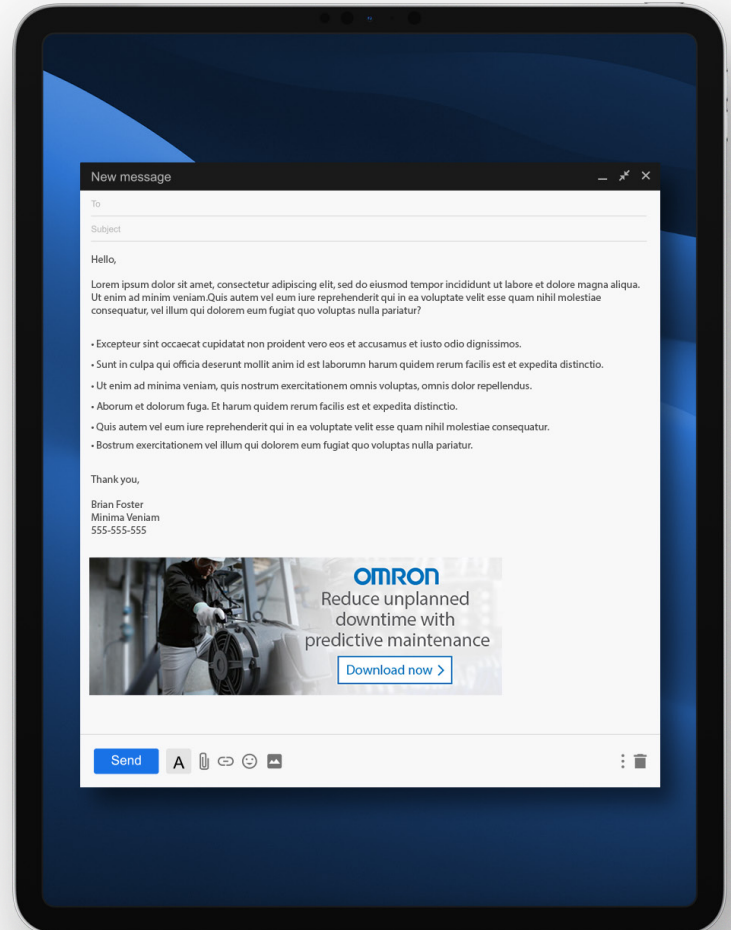 New message
To
Subject
Hello,
Lorem ipsum dolor sit amet, consectetur adipiscing elit, sed do eiusmod tempor incididunt ut labore et dolore magna aliqua.
Ut enim ad minim veniam.Quis autem vel eum iure reprehenderit qui in ea voluptate velit esse quam nihil molestiae
consequatur, vel illum qui dolorem eum fugiat quo voluptas nulla pariatur?
• Excepteur sint occaecat cupidatat non proident vero eos et accusamus et iusto odio dignissimos.
• Sunt in culpa qui officia deserunt mollit anim id est laborumn harum quidem rerum facilis est et expedita distinctio.
• Ut enim ad minima veniam, quis nostrum exercitationem omnis voluptas, omnis dolor repellendus.
• Aborum et dolorum fuga. Et harum quidem rerum facilis est et expedita distinctio.
• Quis autem vel eum iure reprehenderit qui in ea voluptate velit esse quam nihil molestiae consequatur.
• Bostrum exercitationem vel illum qui dolorem eum fugiat quo voluptas nulla pariatur.
Thank you,
Brian Foster
Minima Veniam
555-555-555
OMRON
Reduce unplanned
downtime with
predictive maintenance
Download now >
Send
A